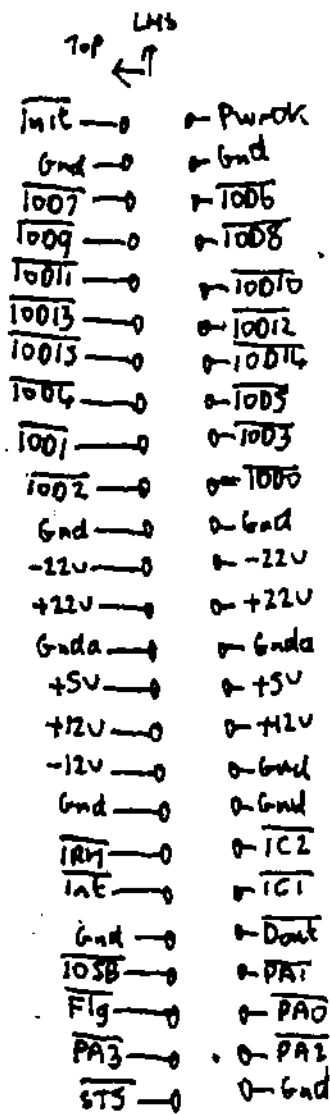 LHS
Top
Init Pwrok
Gnd Gnd
IOD7 IOD6
IOD9 IOD8
IOD11 IOD10
IOD13 IOD12
IOD15 IOD14
IOD4 IOD5
IOD1 IOD3
IOD2 IOD0
Gnd Gnd
-22v -22v
+22v +22v
Gnda Gnda
+5v +5v
+12v +12v
-12v Gnd
Gnd Gnd
IRH IC2
Int IC1
Gnd Dout
IOSB PA1
Flg PA0
PA3 PA2
STS Gnd